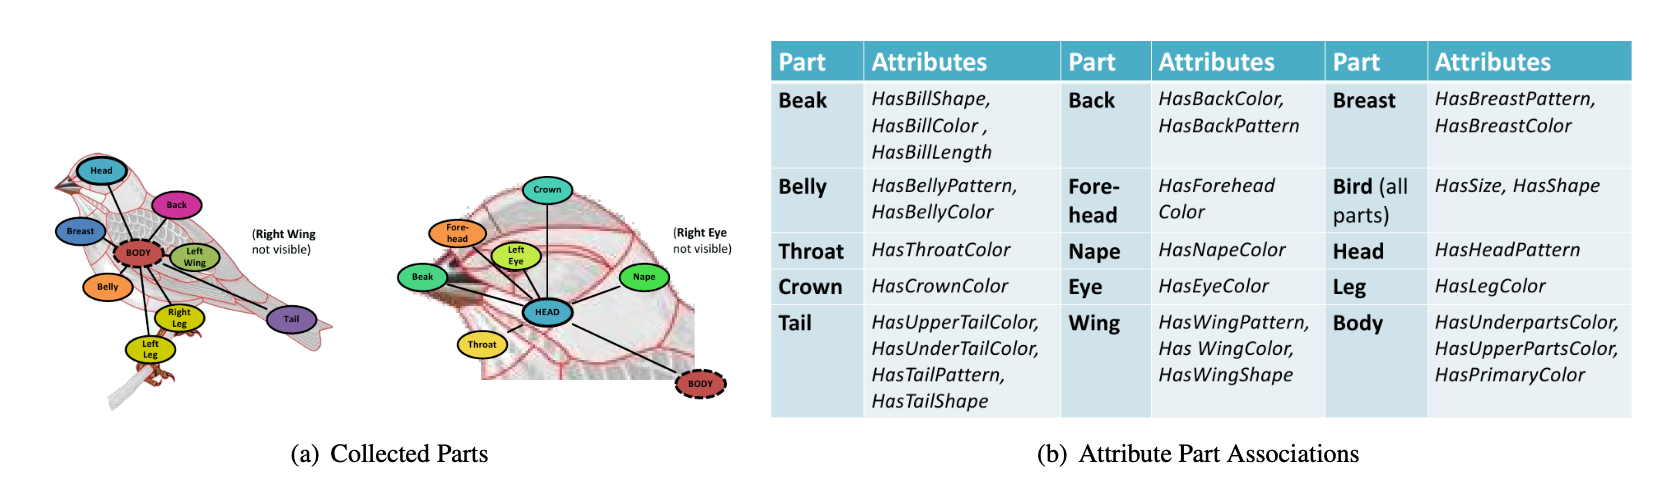 Head
Back
Breast
BODY
Left
Wing
Belly
Right
Leg
Left
Leg
Tail
(Right Wing
not visible)
Crown
Fore-
head
Left
Eye
Beak
Nape
HEAD
Throat
BODY
(Right Eye
not visible)
(a) Collected Parts
Part Attributes Part Attributes Part Attributes
Beak HasBillShape,
HasBillColor ,
HasBillLength
Back HasBackColor,
HasBackPattern
Breast HasBreastPattern,
HasBreastColor
Belly HasBellyPattern,
HasBellyColor
Fore-
head
HasForehead
Color
Bird (all
parts)
HasSize, HasShape
Throat HasThroatColor Nape HasNapeColor Head HasHeadPattern
Crown HasCrownColor Eye HasEyeColor Leg HasLegColor
Tail HasUpperTailColor,
HasUnderTailColor,
HasTailPattern,
HasTailShape
Wing HasWingPattern,
Has WingColor,
HasWingShape
Body HasUnderpartsColor,
HasUpperPartsColor,
HasPrimaryColor
(b) Attribute Part Associations